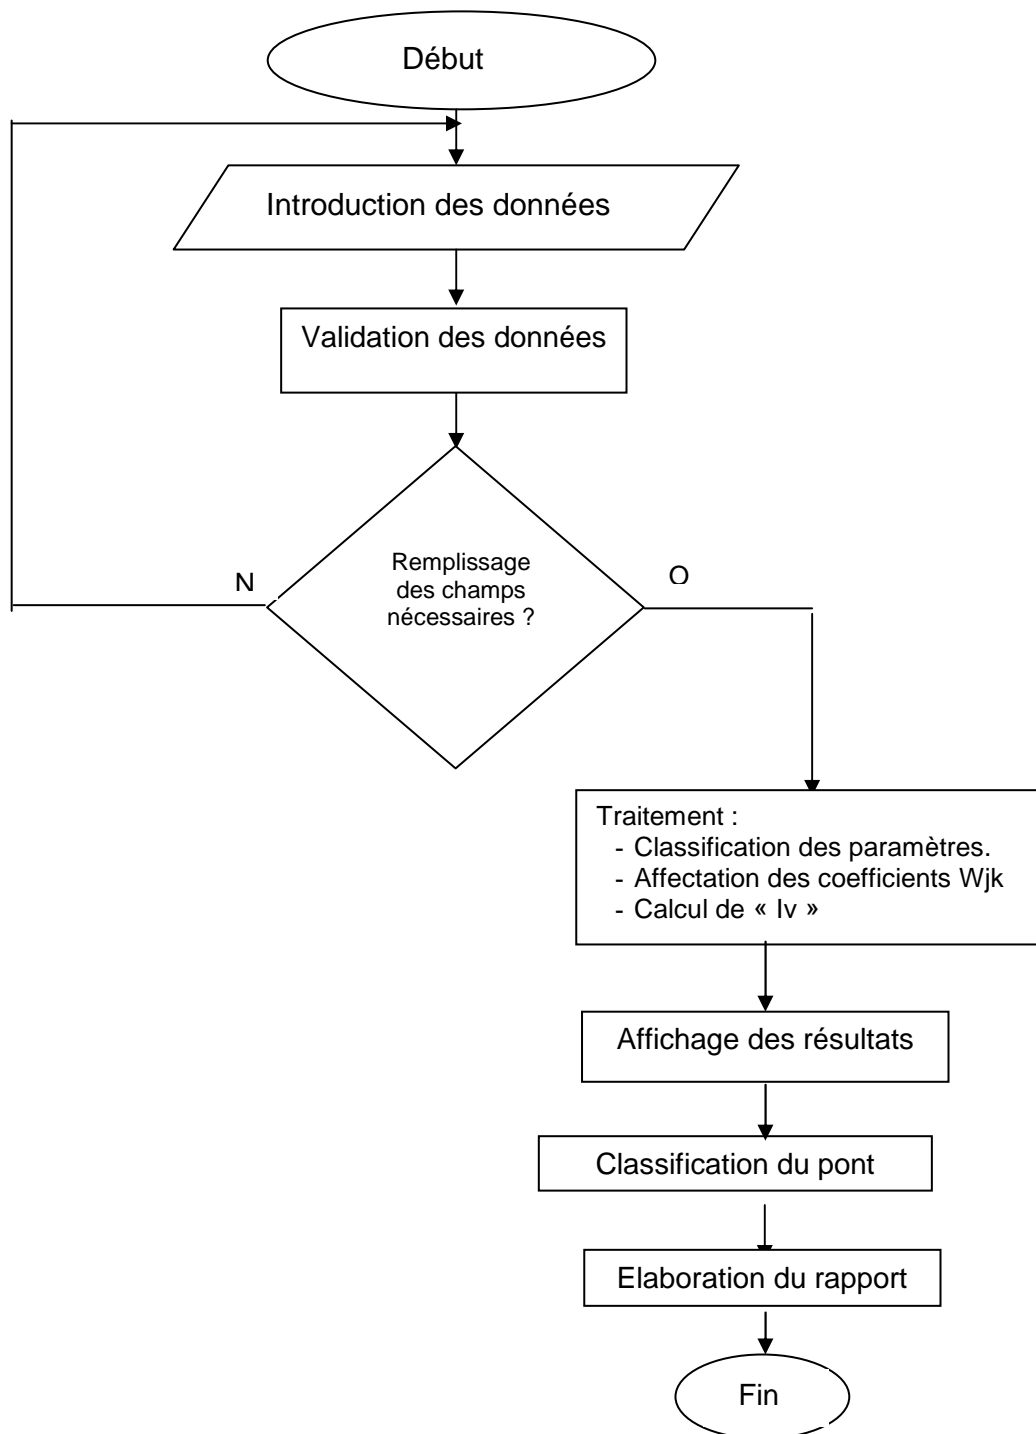 Début
Introduction des données
Validation des données
Remplissage
des champs
nécessaires ?
N
O
Traitement :
- Classification des paramètres.
- Affectation des coefficients Wjk
- Calcul de « Iv »
Affichage des résultats
Classification du pont
Elaboration du rapport
Fin